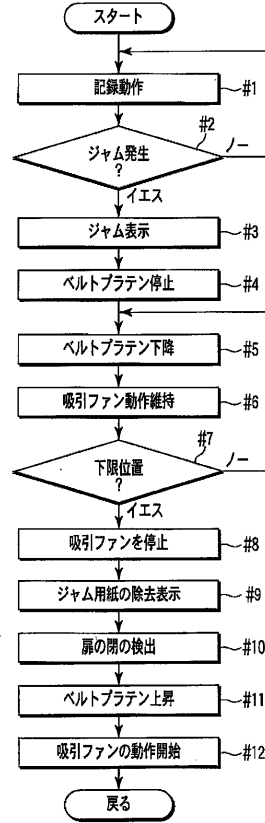 スタート
記録動作
#1
#2
ジャム発生
?
ノー
イエス
ジャム表示
#3
ベルトプラテン停止
#4
ベルトプラテン下降
#5
吸引ファン動作維持
#6
#7
下限位置
?
ノー
イエス
吸引ファンを停止
#8
ジャム用紙の除去表示
#9
扉の閉の検出
#10
ベルトプラテン上昇
#11
吸引ファンの動作開始
#12
戻る